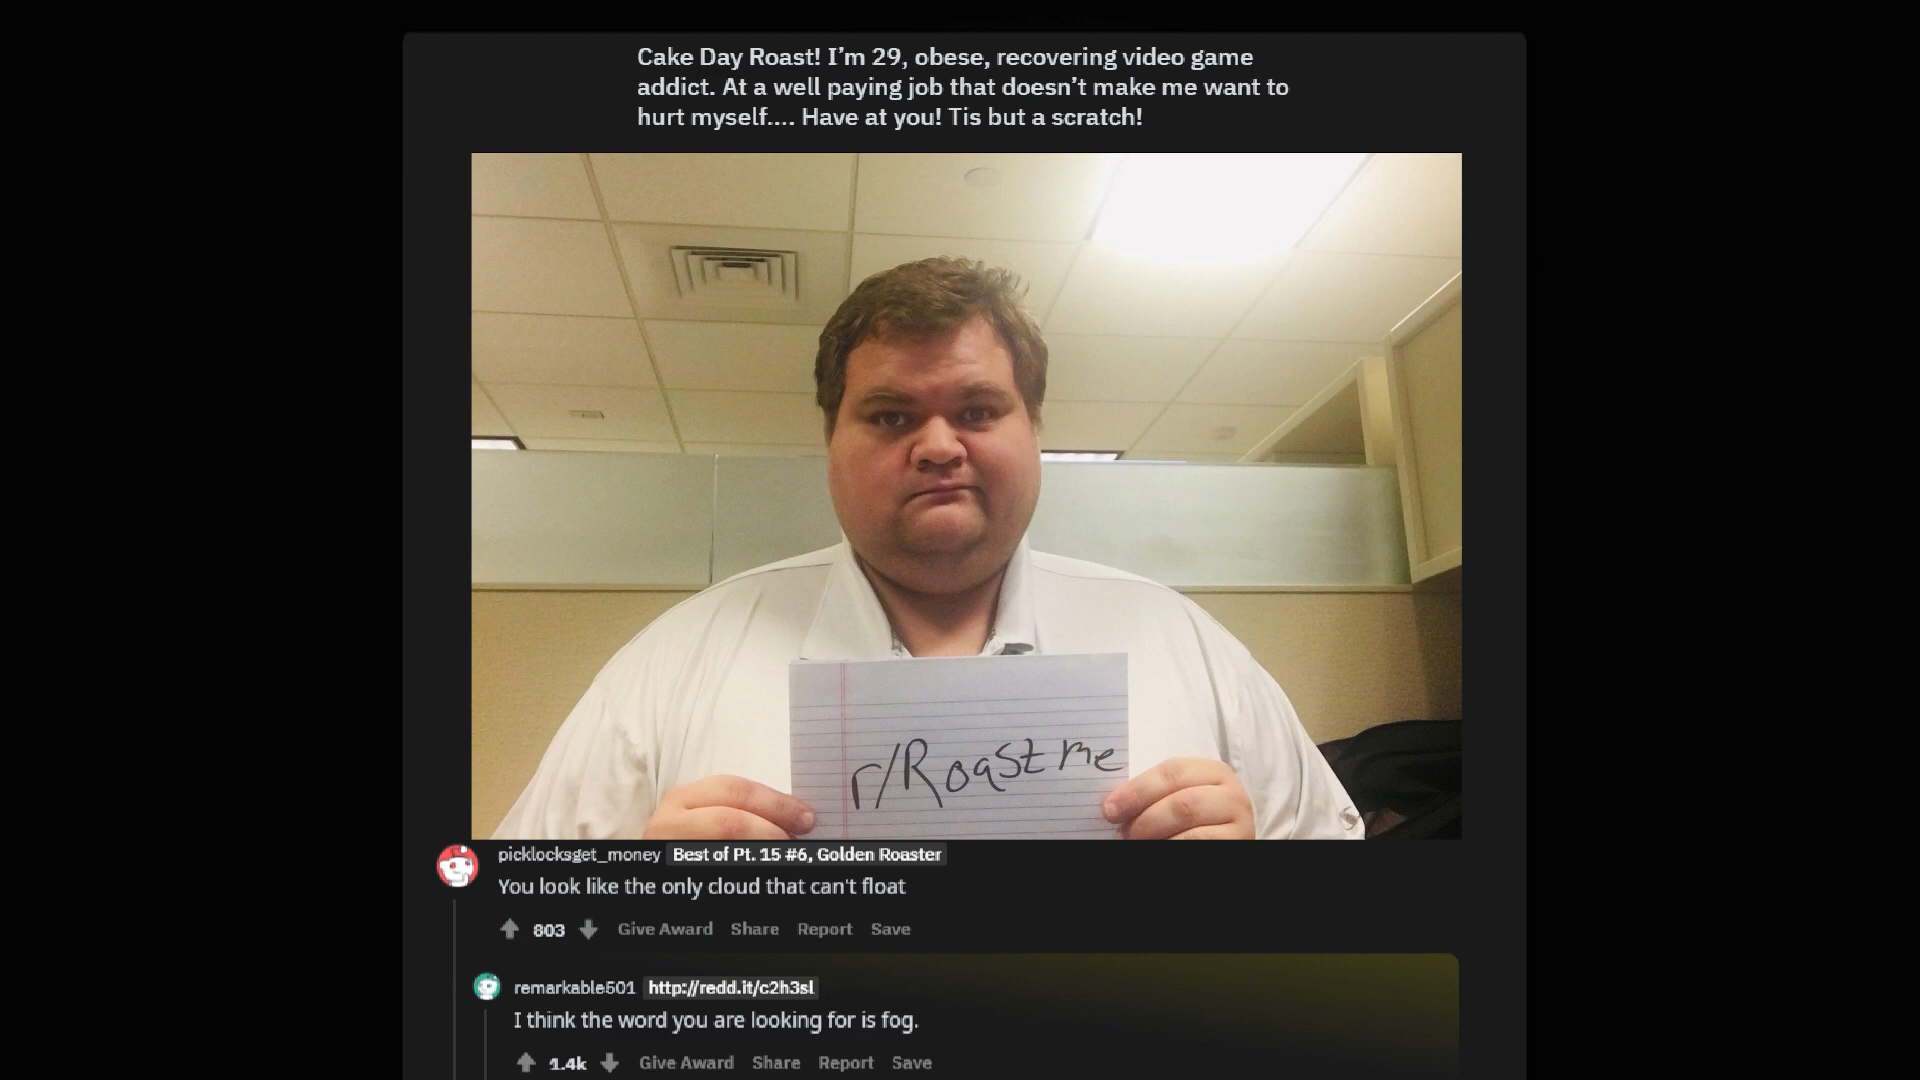 Cake Day Roast! I’m 29, obese, recovering video game
addict. At a well paying job that doesn’t make me want to
hurt myself.... Have at you! Tis but a scratch!
r/Roast me
picklocksget_money Best of Pt. 15 #6, Golden Roaster
You look like the only cloud that can't float
803 Give Award Share Report Save
remarkable501 http://redd.it/c2h3sl
I think the word you are looking for is fog.
1.4k Give Award Share Report Save